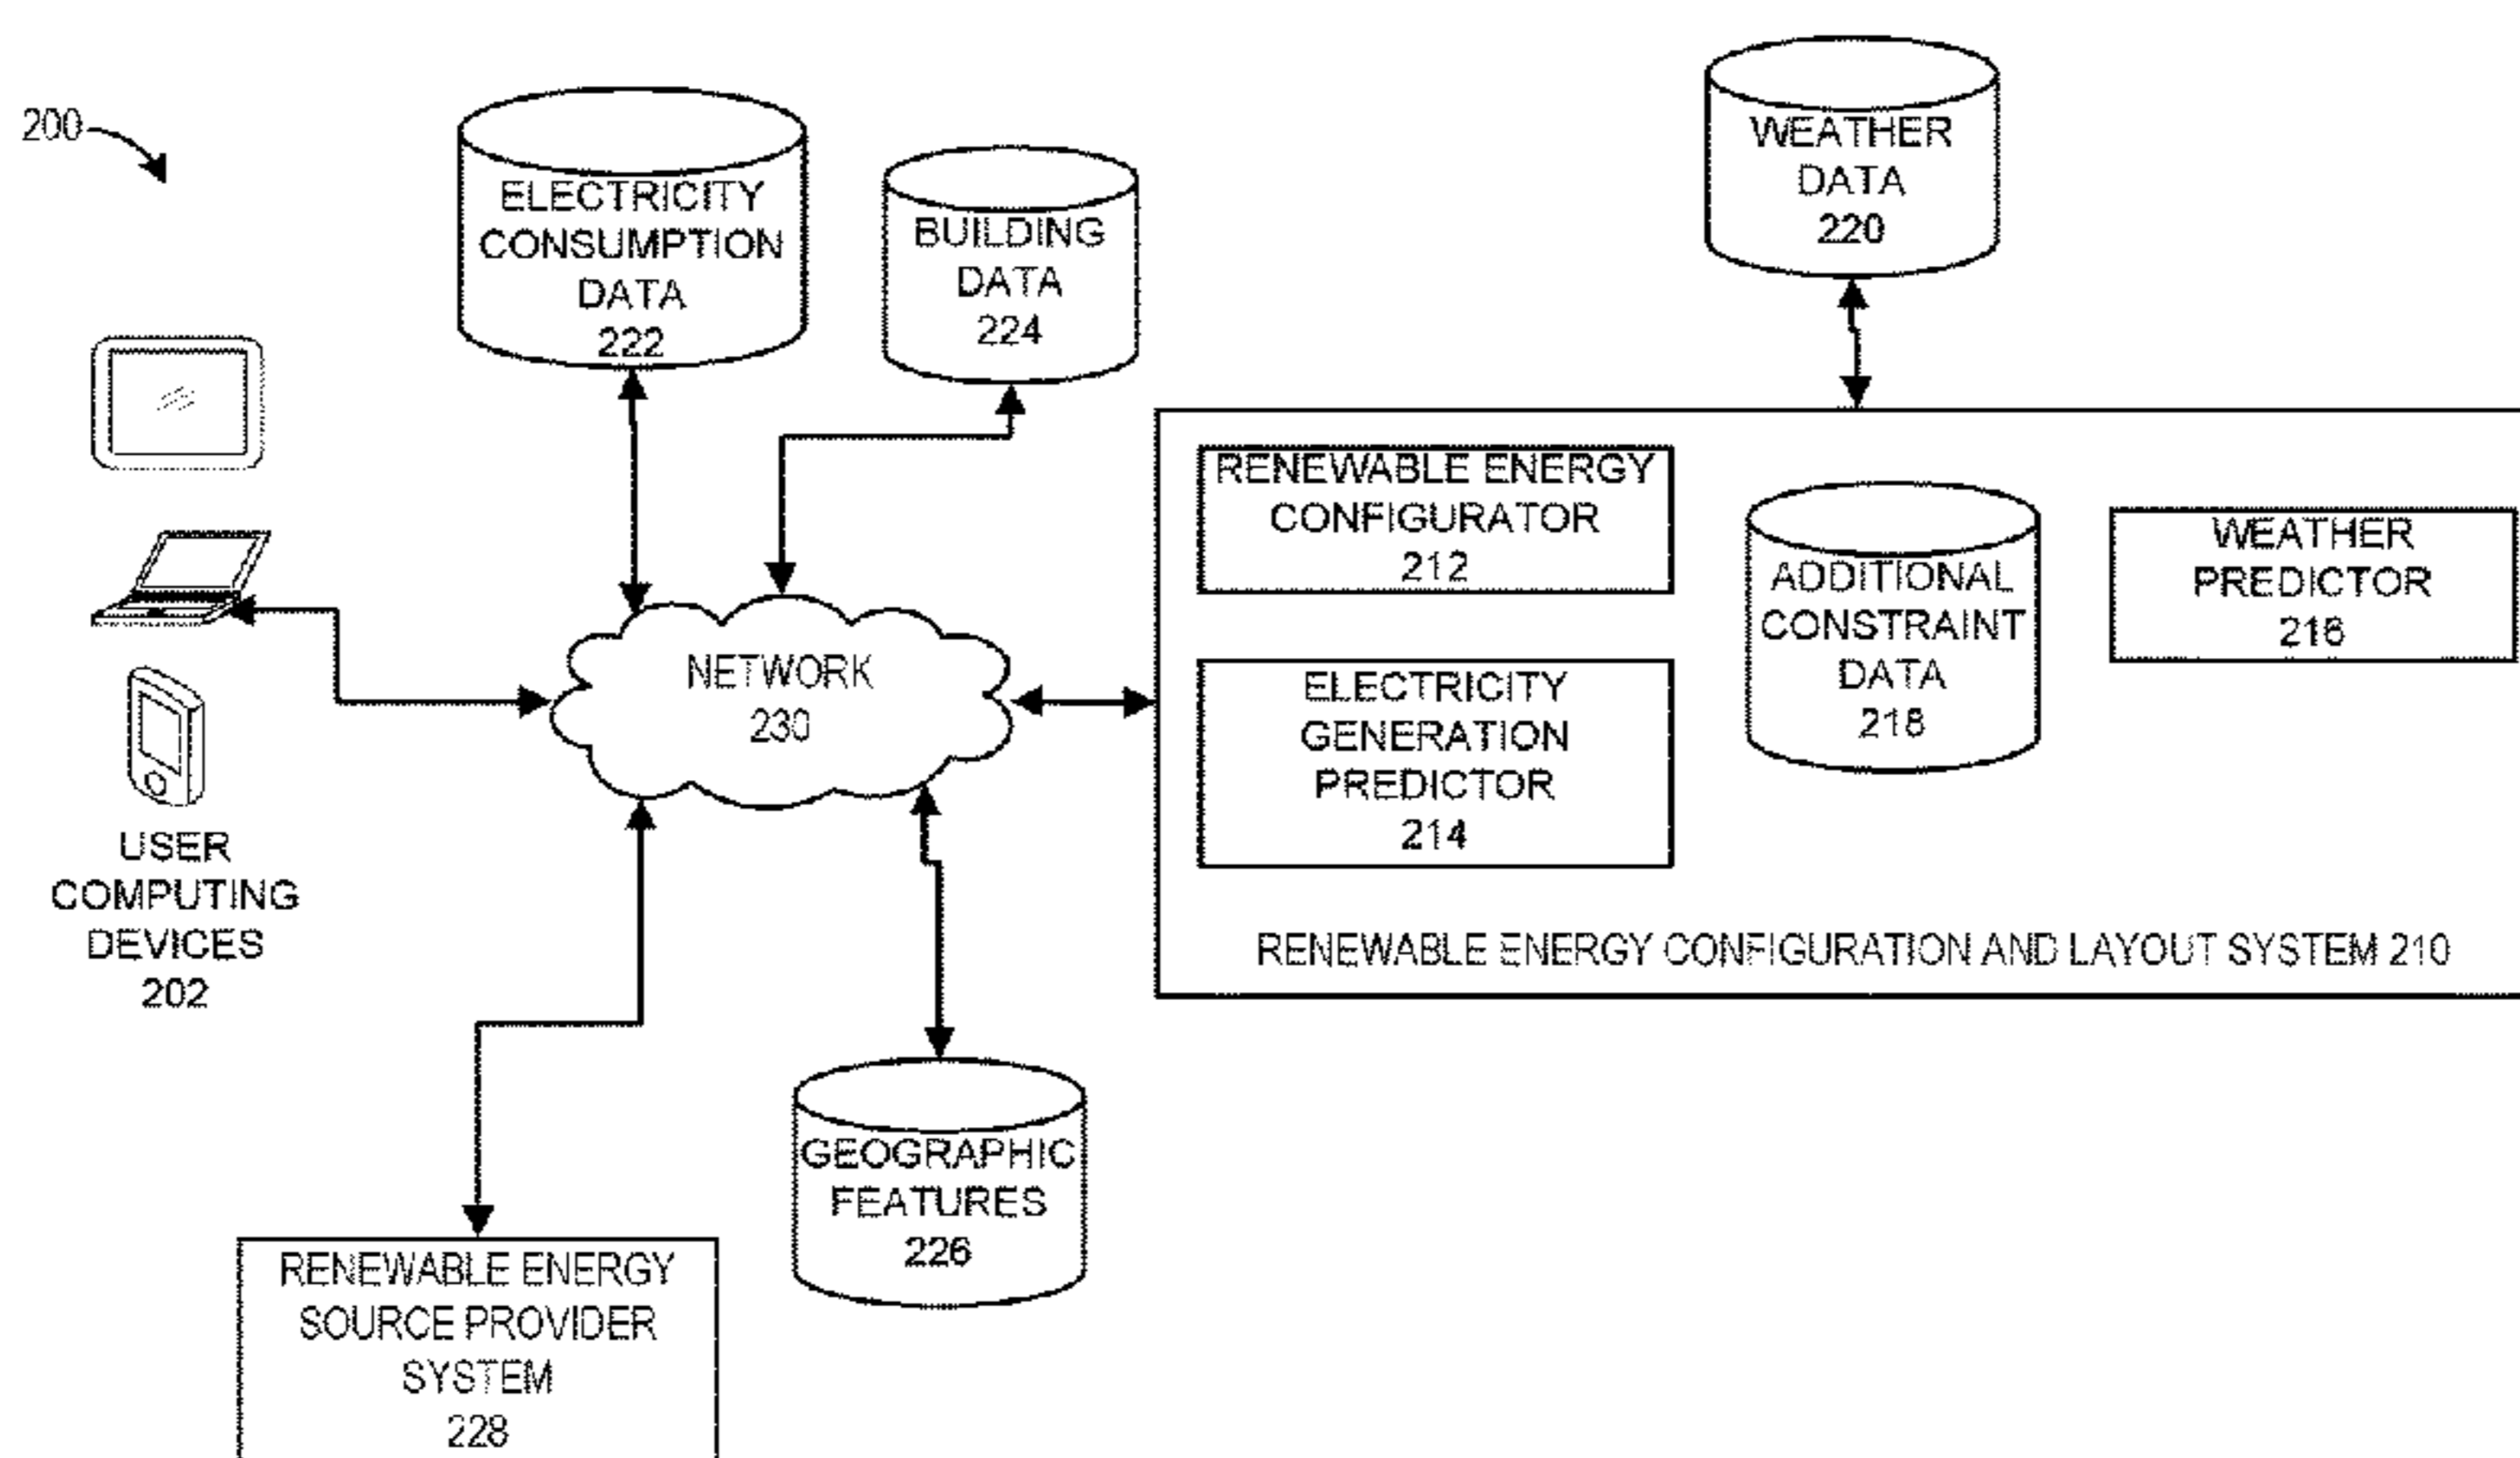 200
ELECTRICITY
CONSUMPTION
DATA
222
BUILDING
DATA
224
WEATHER
DATA
220
RENEWABLE ENERGY
CONFIGURATOR
212
ADDITIONAL
CONSTRAINT
DATA
218
WEATHER
PREDICTOR
216
NETWORK
230
ELECTRICITY
GENERATION
PREDICTOR
214
USER
COMPUTING
DEVICES
202
RENEWABLE ENERGY CONFIGURATION AND LAYOUT SYSTEM 210
GEOGRAPHIC
FEATURES
226
RENEWABLE ENERGY
SOURCE PROVIDER
SYSTEM
228